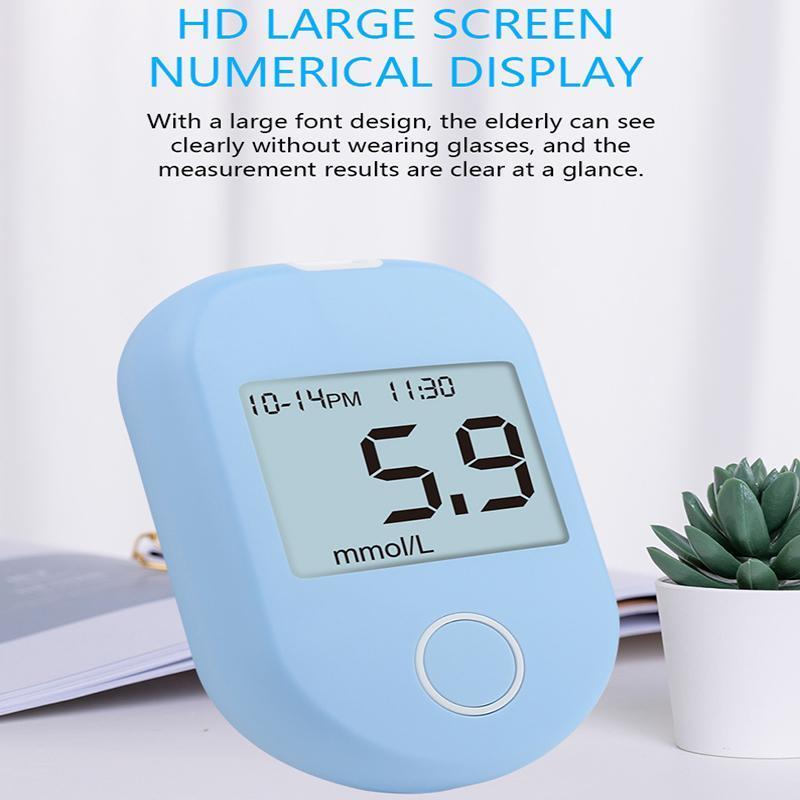 HD LARGE SCREEN
NUMERICAL DISPLAY
With a large font design, the elderly can see
clearly without wearing glasses, and the
measurement results are clear at a glance.
10-14PM 11:30
5.9
mmol/L